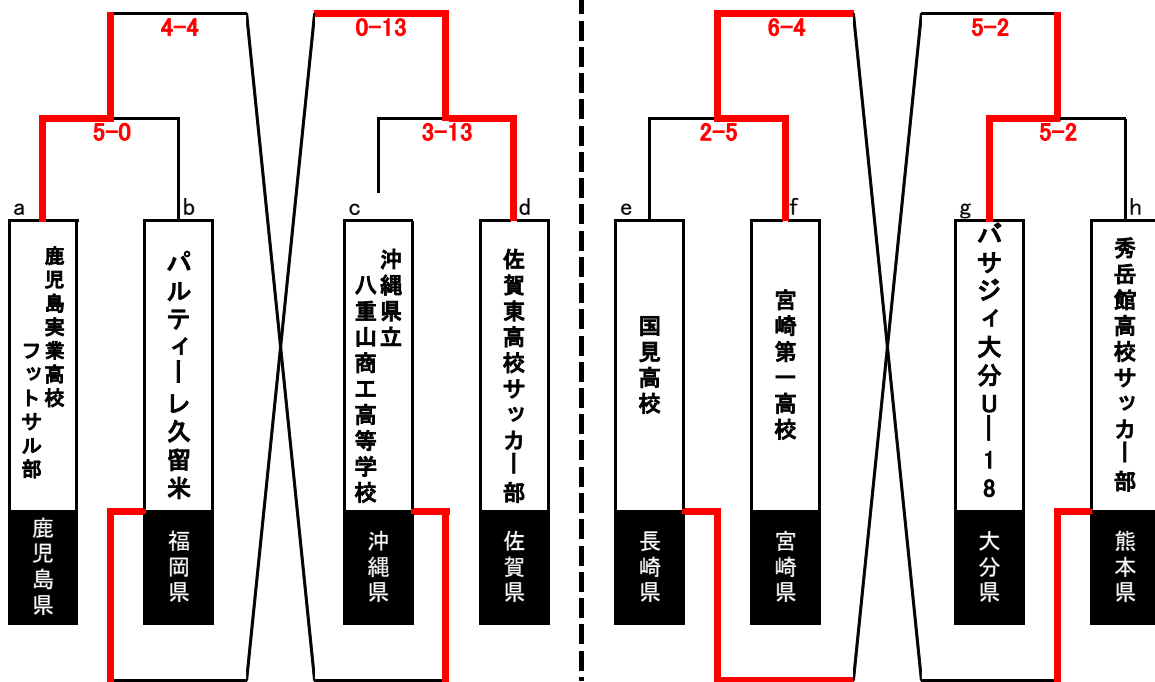 4-4
0-13
6-4
5-2
5-0
3-13
2-5
5-2
a
b
c
d
e
f
g
h
鹿児島実業高校
フットサル部
パルティーレ久留米
沖縄県立
八重山商工高等学校
佐賀東高校サッカー部
国見高校
宮崎第一高校
バサジィ大分U－18
秀岳館高校サッカー部
鹿児島県
福岡県
沖縄県
佐賀県
長崎県
宮崎県
大分県
熊本県